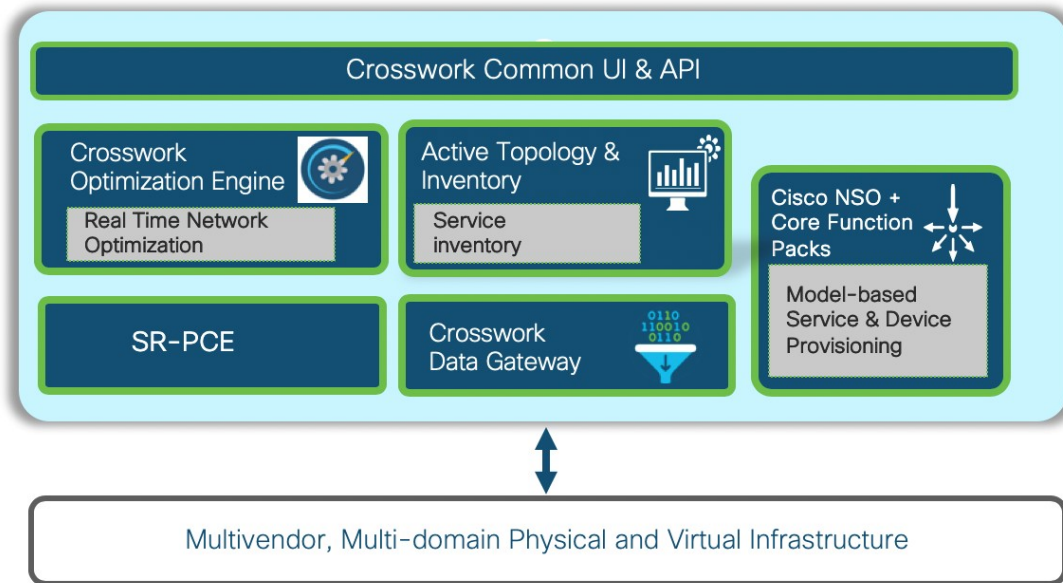 Crosswork Common UI & API
Crosswork
Optimization Engine
Real Time Network
Optimization
Active Topology &
Inventory
Service
inventory
Cisco NSO +
Core Function
Packs
Model-based
Service & Device
Provisioning
SR-PCE
Crosswork
Data Gateway
0110
110010
0110
Multivendor, Multi-domain Physical and Virtual Infrastructure